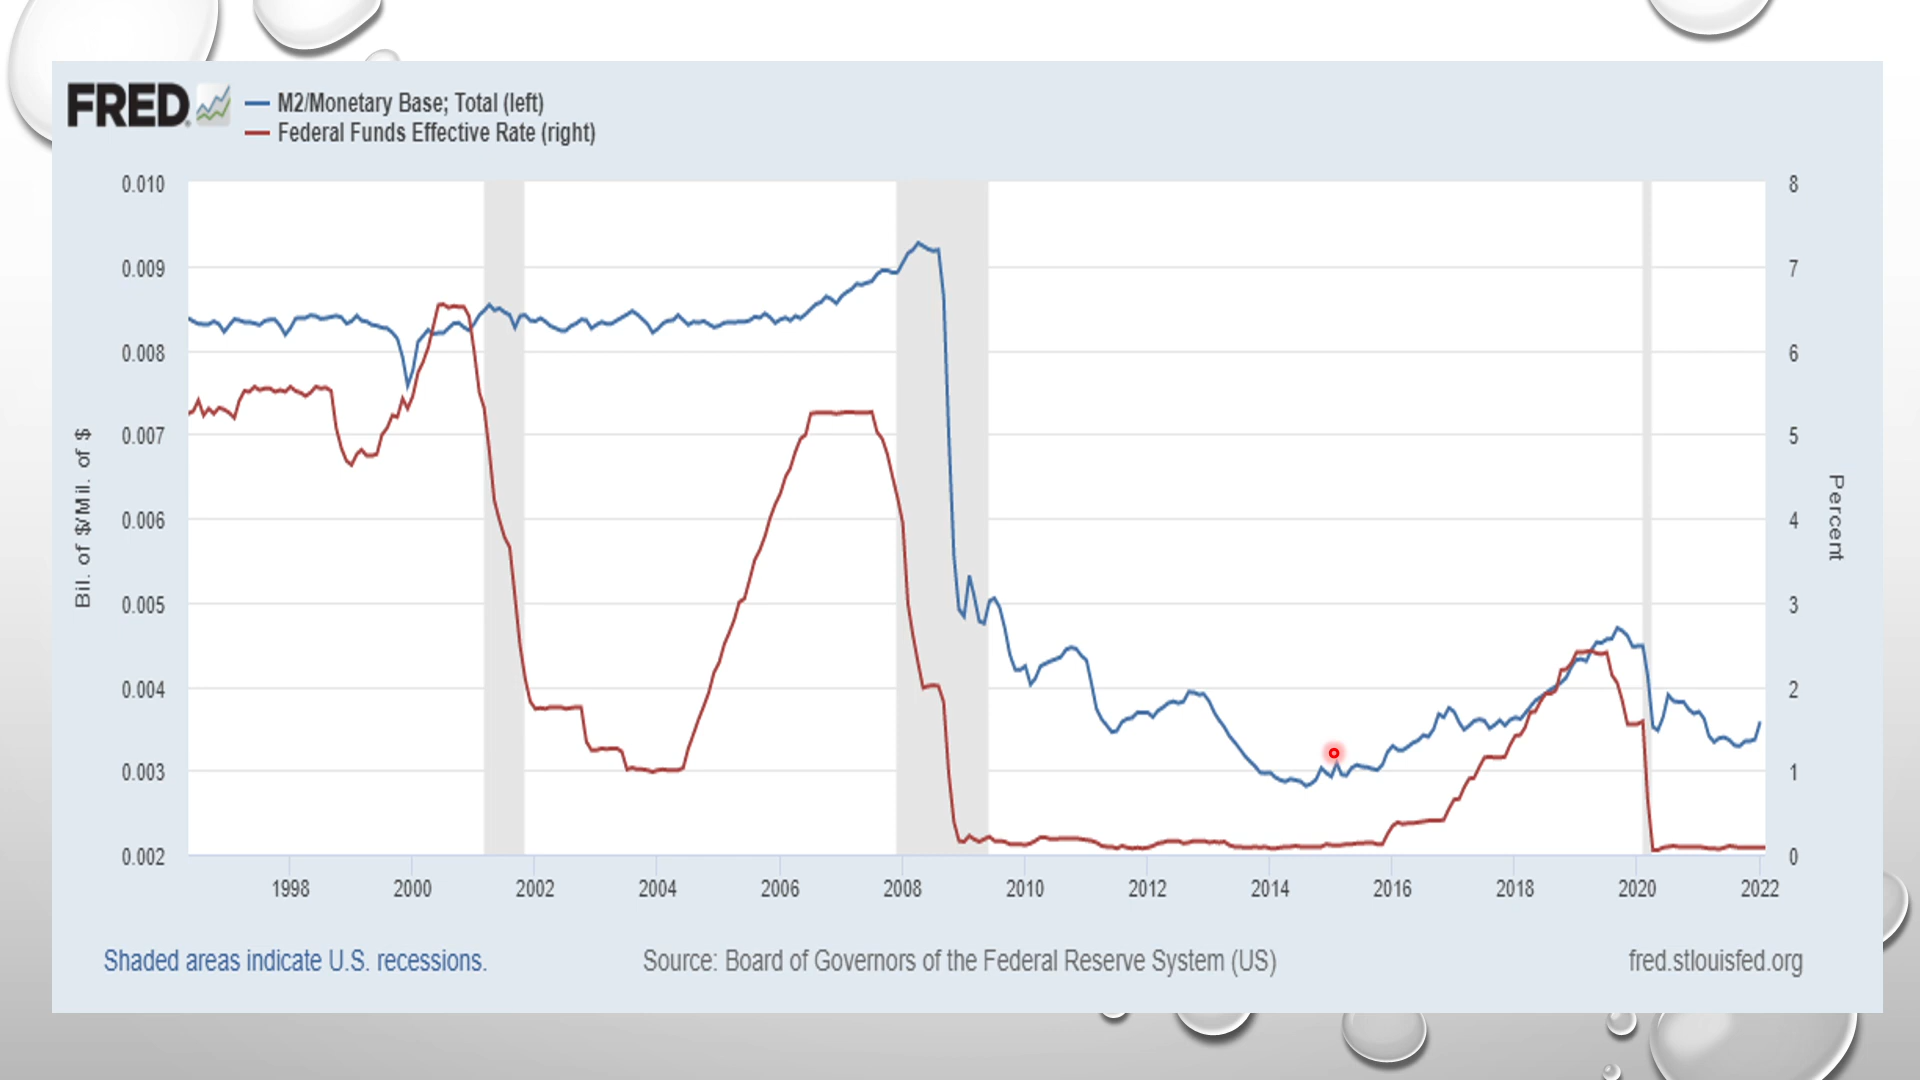 FRED
M2/Monetary Base; Total (left)
Federal Funds Effective Rate (right)
0.010
0.009
0.008
0.007
0.006
0.005
0.004
0.003
0.002
Bil. of $/Mil. of $
8
7
6
5
4
3
2
1
0
Percent
1998 2000 2002 2004 2006 2008 2010 2012 2014 2016 2018 2020 2022
Shaded areas indicate U.S. recessions. Source: Board of Governors of the Federal Reserve System (US) fred.stlouisfed.org